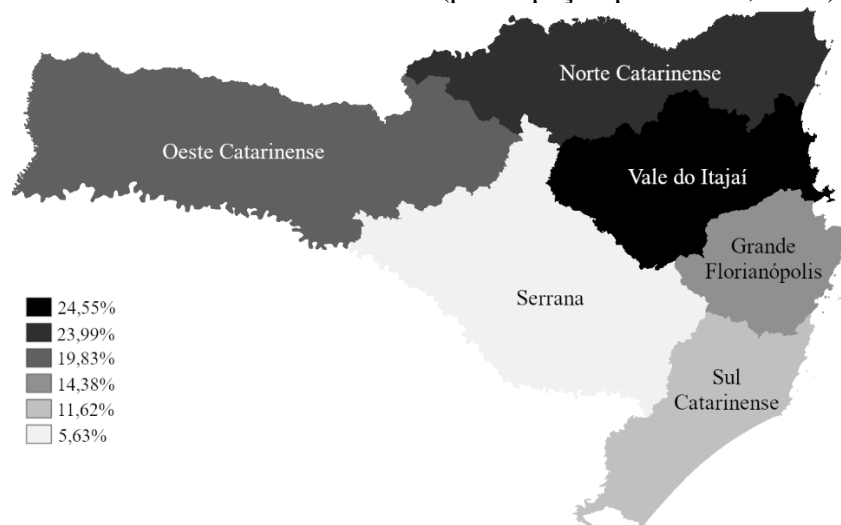 Norte Catarinense
Oeste Catarinense
Vale do Itajaí
Grande
Florianópolis
Serrana
Sul
Catarinense
24,55%
23,99%
19,83%
14,38%
11,62%
5,63%